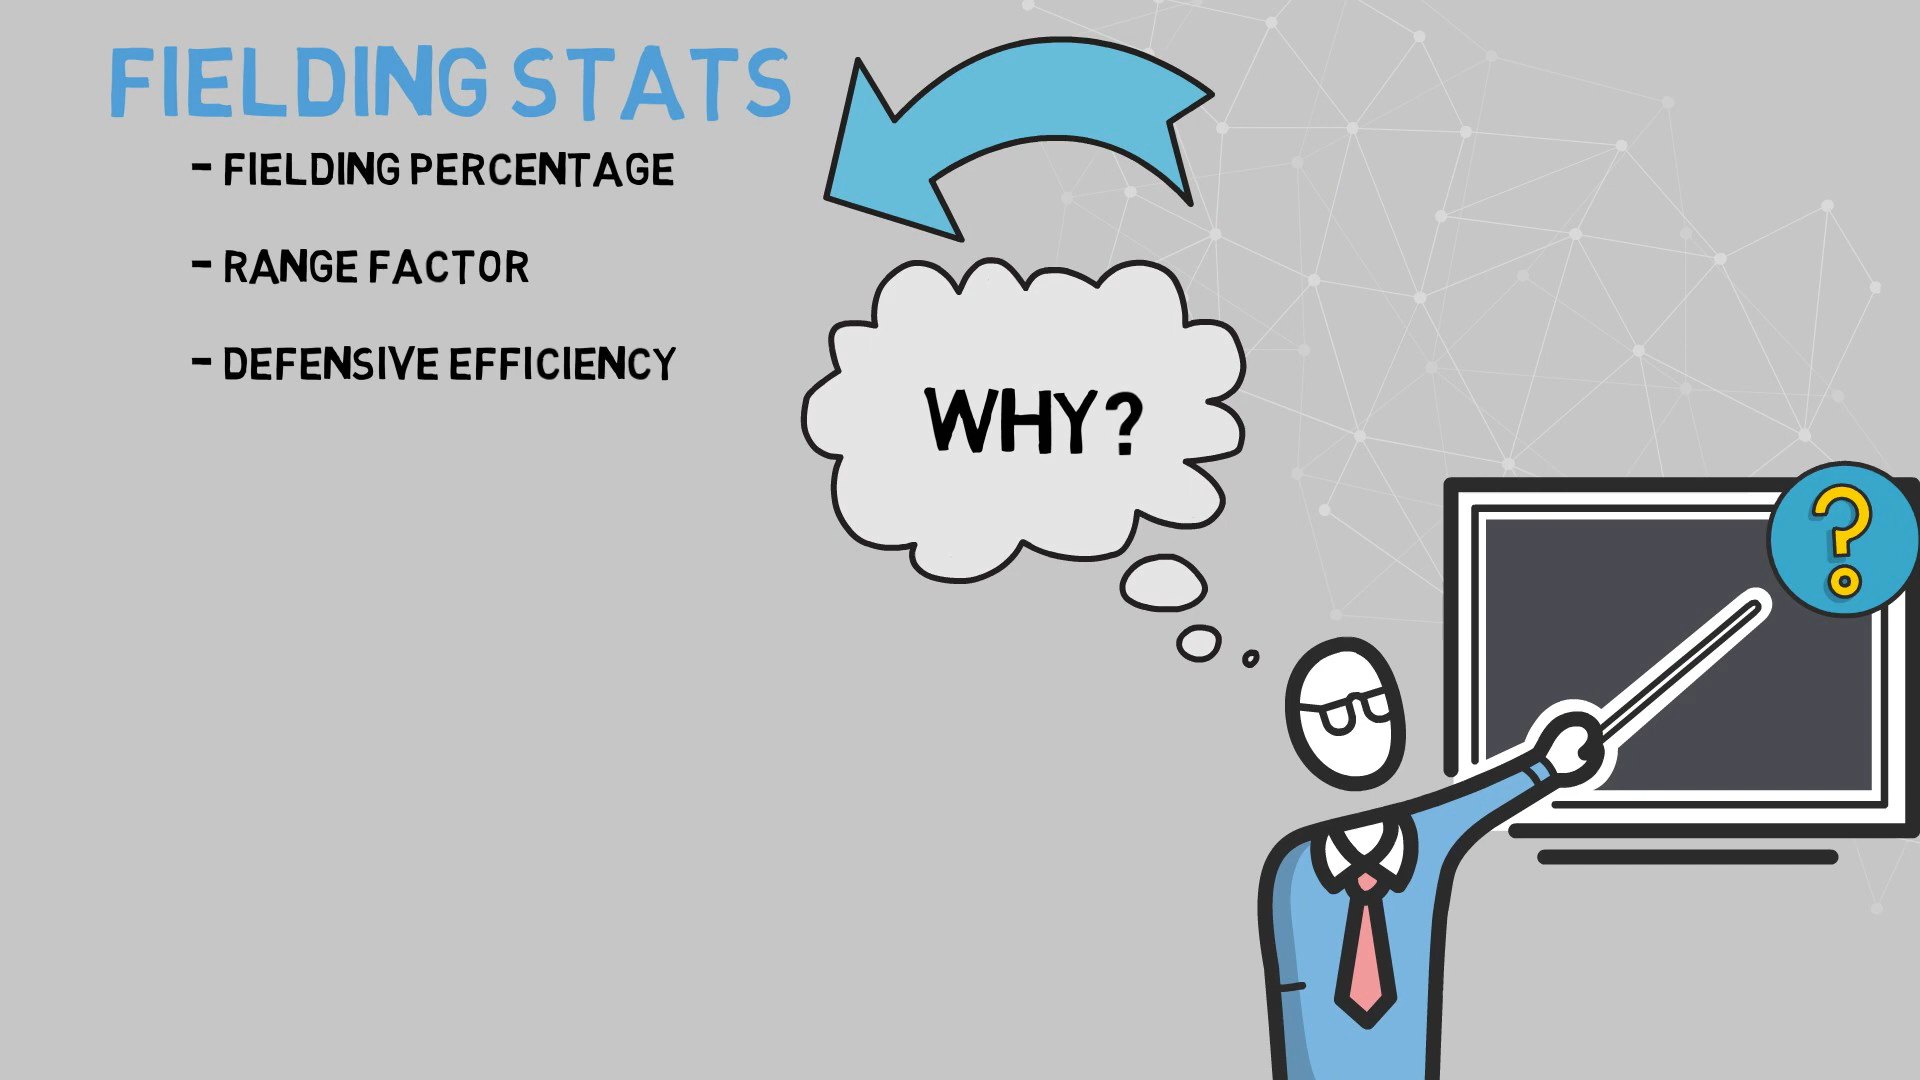 FIELDING STATS
- FIELDING PERCENTAGE
- RANGE FACTOR
- DEFENSIVE EFFICIENCY
WHY?
?